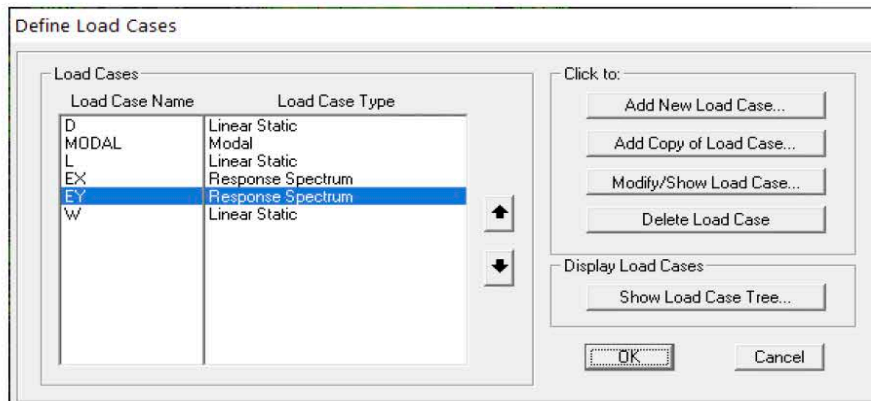 Define Load Cases
Load Cases
Load Case Name Load Case Type
D Linear Static
MODAL Modal
L Linear Static
EX Response Spectrum
EY Response Spectrum
W Linear Static
Click to:
Add New Load Case...
Add Copy of Load Case...
Modify/Show Load Case...
Delete Load Case
Display Load Cases
Show Load Case Tree...
OK Cancel